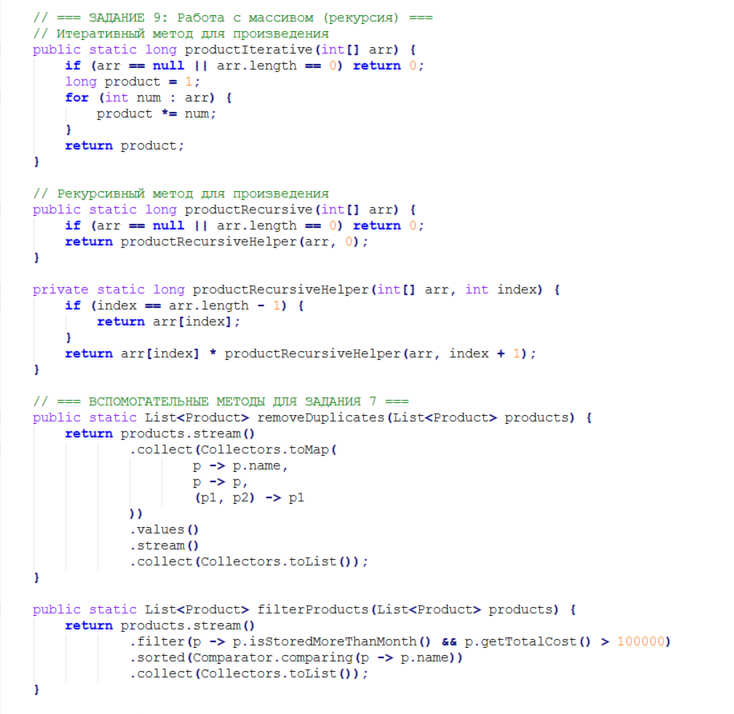 // === ЗАДАНИЕ 9: Работа с массивом (рекурсия) ===
// Итеративный метод для произведения
public static long productIterative(int[] arr) {
    if (arr == null || arr.length == 0) return 0;
    long product = 1;
    for (int num : arr) {
        product *= num;
    }
    return product;
}

// Рекурсивный метод для произведения
public static long productRecursive(int[] arr) {
    if (arr == null || arr.length == 0) return 0;
    return productRecursiveHelper(arr, 0);
}

private static long productRecursiveHelper(int[] arr, int index) {
    if (index == arr.length - 1) {
        return arr[index];
    }
    return arr[index] * productRecursiveHelper(arr, index + 1);
}

// === ВСПОМОГАТЕЛЬНЫЕ МЕТОДЫ ДЛЯ ЗАДАНИЯ 7 ===
public static List<Product> removeDuplicates(List<Product> products) {
    return products.stream()
            .collect(Collectors.toMap(
                    p -> p.name,
                    p -> p,
                    (p1, p2) -> p1
            ))
            .values()
            .stream()
            .collect(Collectors.toList());
}

public static List<Product> filterProducts(List<Product> products) {
    return products.stream()
            .filter(p -> p.isStoredMoreThanMonth() && p.getTotalCost() > 100000)
            .sorted(Comparator.comparing(p -> p.name))
            .collect(Collectors.toList());
}